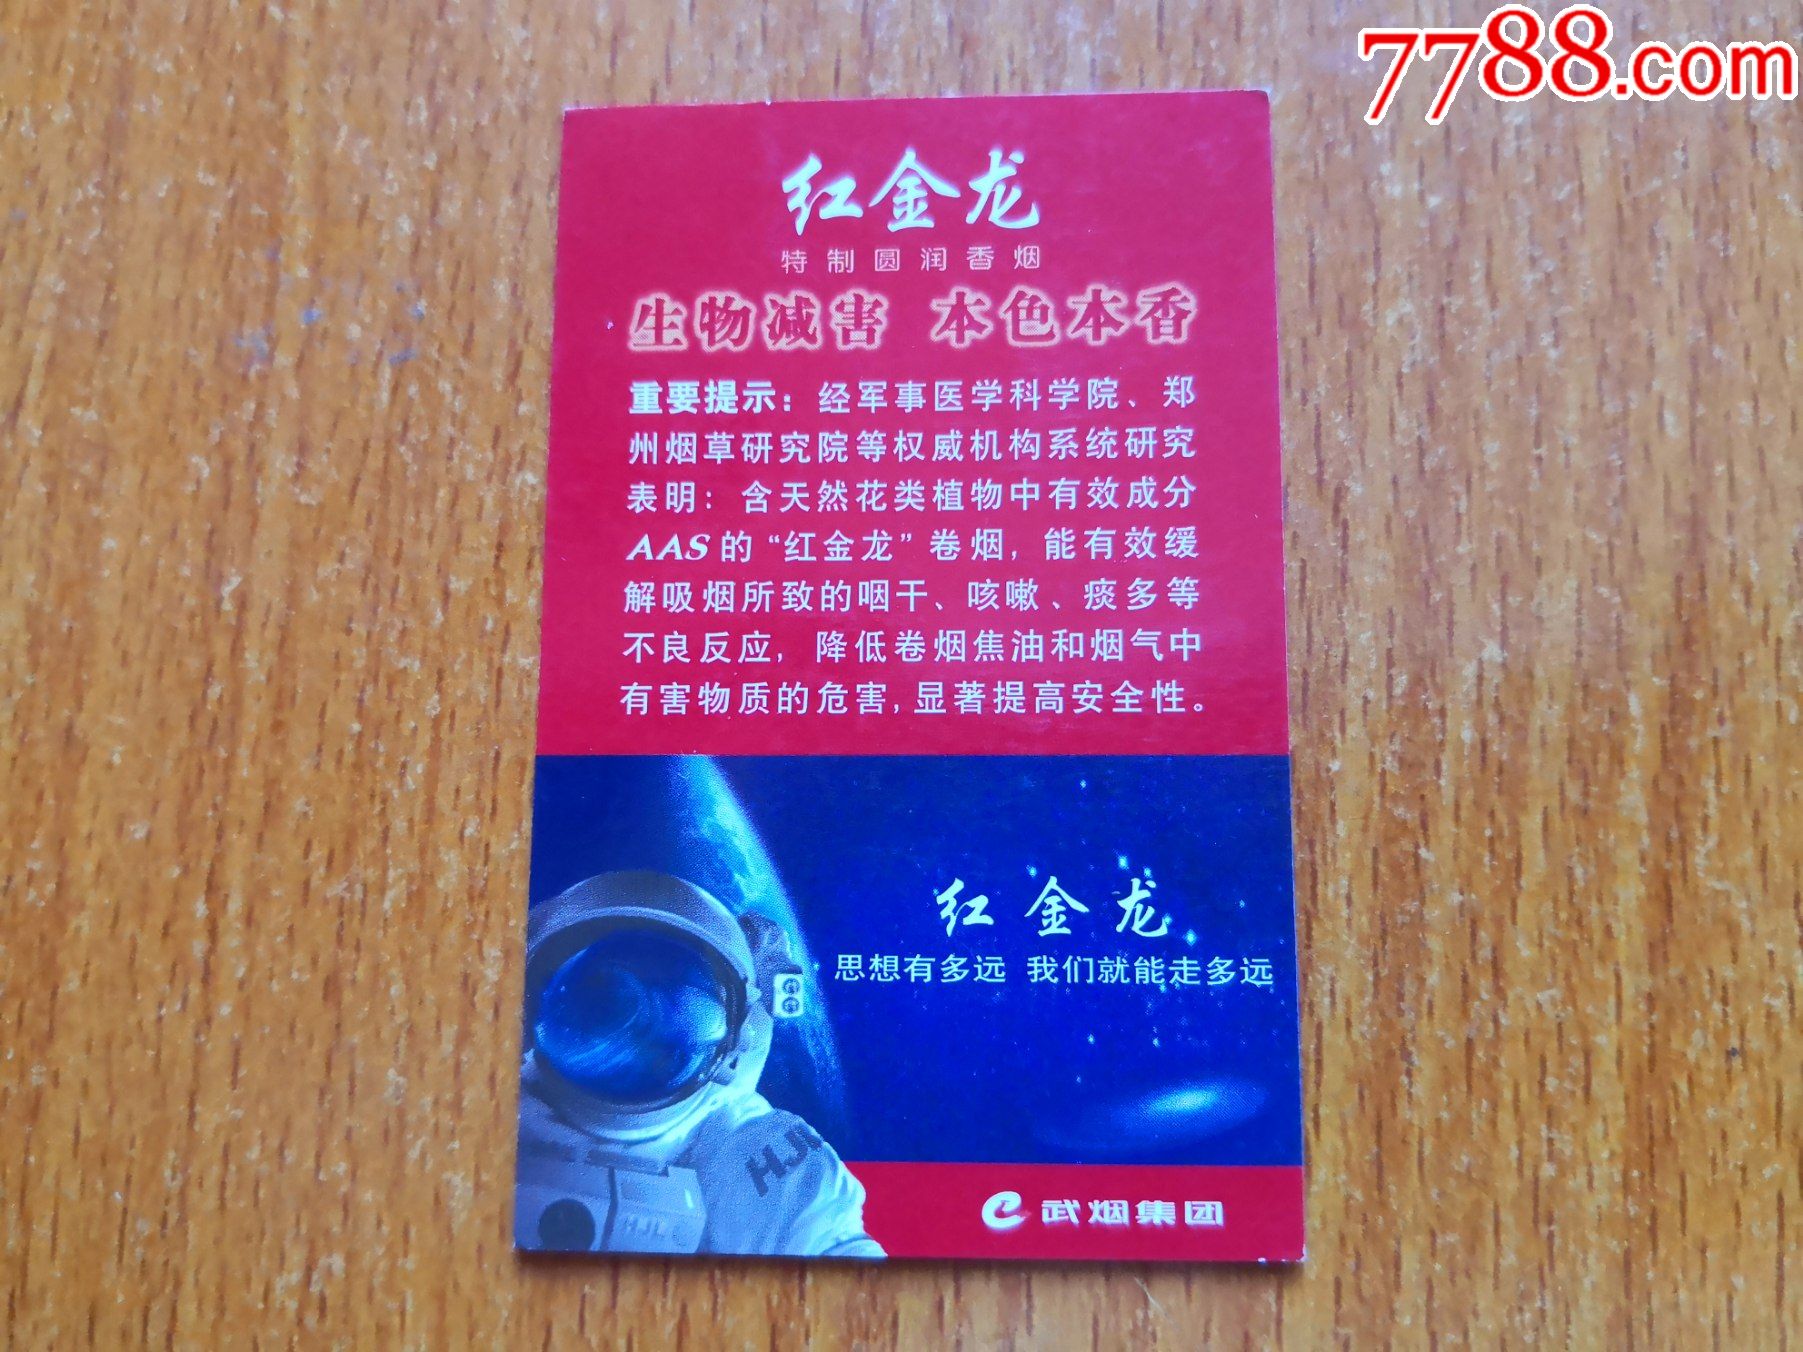 7788.com
红金龙
特制圆润香烟
生物减害 本色本香
重要提示：经军事医学科学院、郑
州烟草研究院等权威机构系统研究
表明：含天然花类植物中有效成分
AAS的“红金龙”卷烟，能有效缓
解吸烟所致的咽干、咳嗽、痰多等
不良反应，降低卷烟焦油和烟气中
有害物质的危害,显著提高安全性。
红金龙
思想有多远 我们就能走多远
HJL
HJL
武烟集团